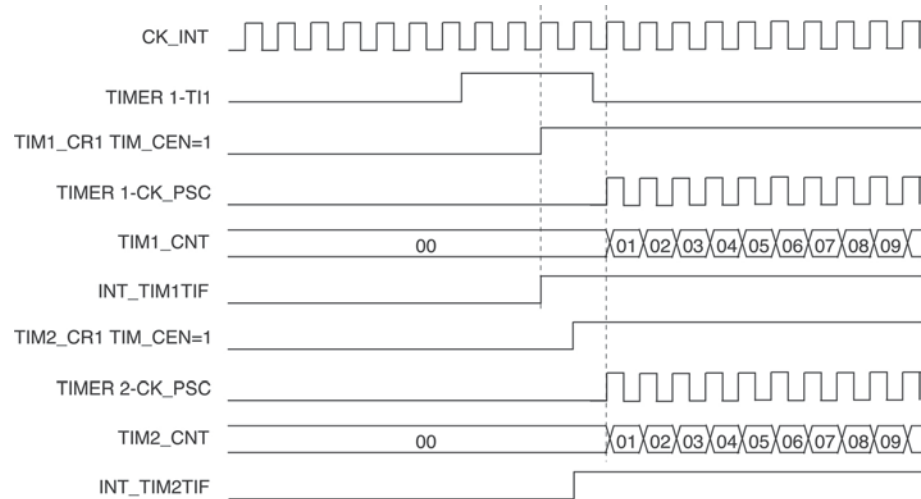 CK_INT
TIMER 1-TI1
TIM1_CR1 TIM_CEN=1
TIMER 1-CK_PSC
TIM1_CNT 00 01 02 03 04 05 06 07 08 09
INT_TIM1TIF
TIM2_CR1 TIM_CEN=1
TIMER 2-CK_PSC
TIM2_CNT 00 01 02 03 04 05 06 07 08 09
INT_TIM2TIF